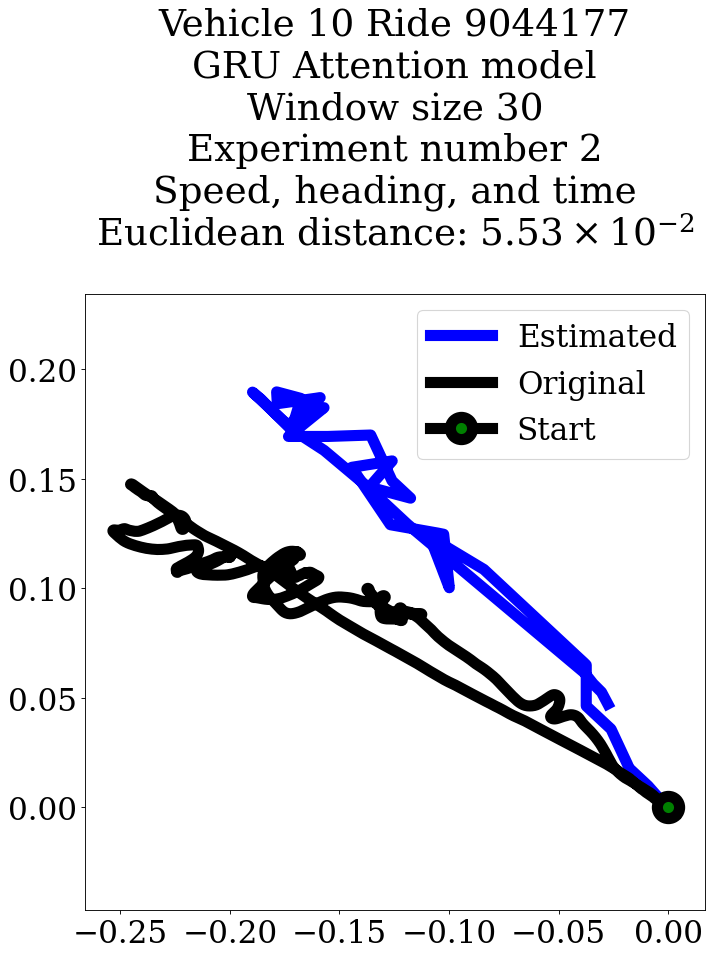 Vehicle 10 Ride 9044177
GRU Attention model
Window size 30
Experiment number 2
Speed, heading, and time
Euclidean distance: 5.53 × 10⁻²
Estimated
Original
Start
0.20
0.15
0.10
0.05
0.00
−0.25 −0.20 −0.15 −0.10 −0.05 0.00